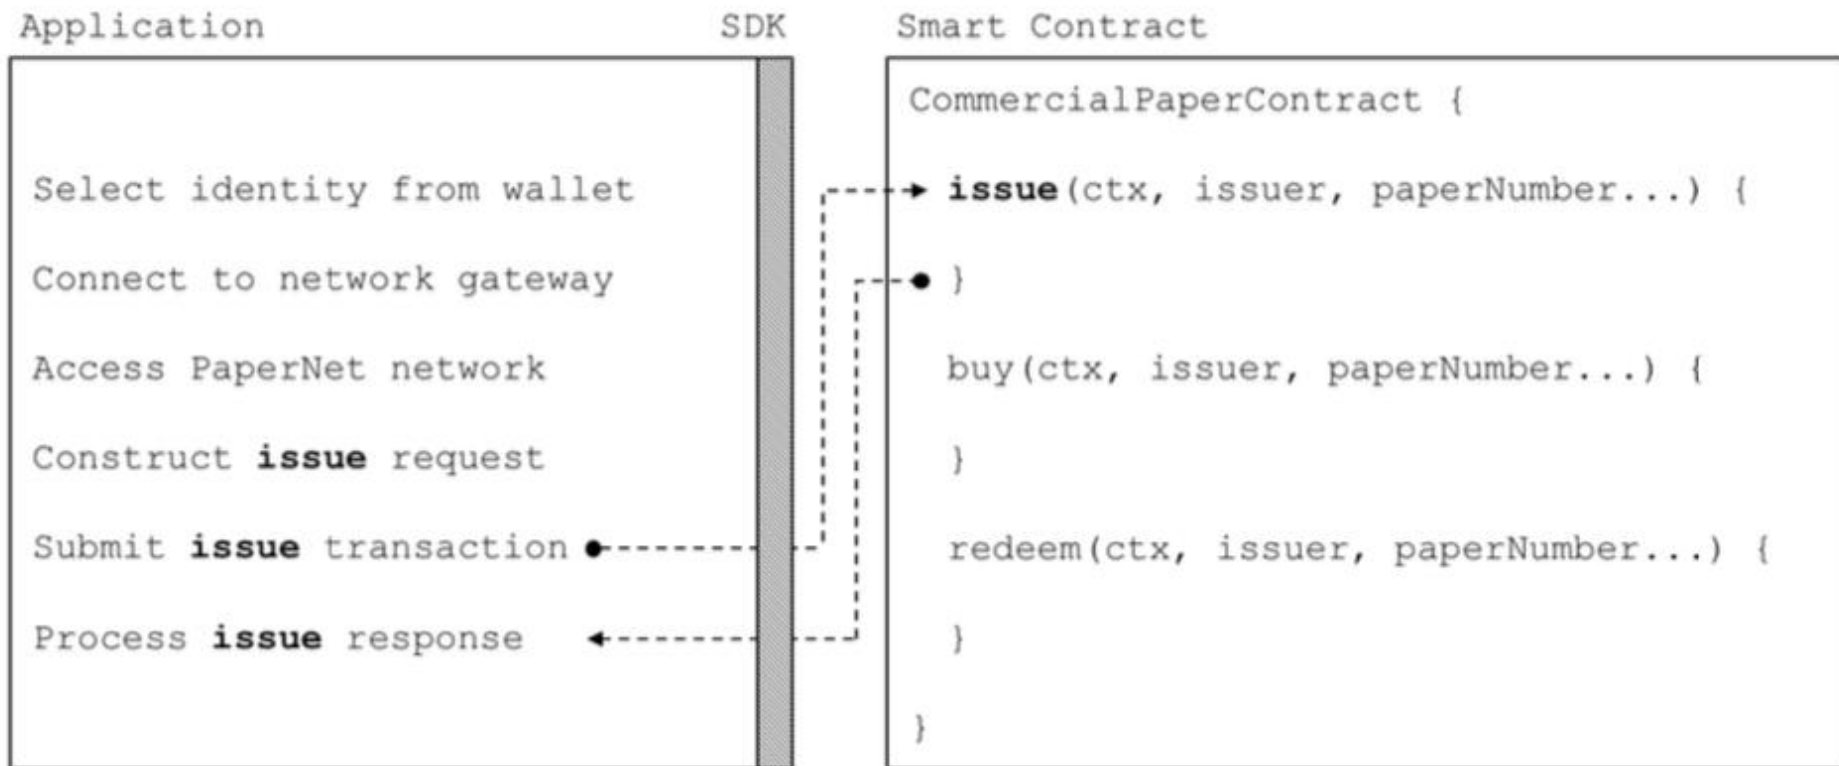 Application SDK
Select identity from wallet
Connect to network gateway
Access PaperNet network
Construct issue request
Submit issue transaction
Process issue response
Smart Contract
CommercialPaperContract {
issue(ctx, issuer, paperNumber...) {
}
buy(ctx, issuer, paperNumber...) {
}
redeem(ctx, issuer, paperNumber...) {
}
}